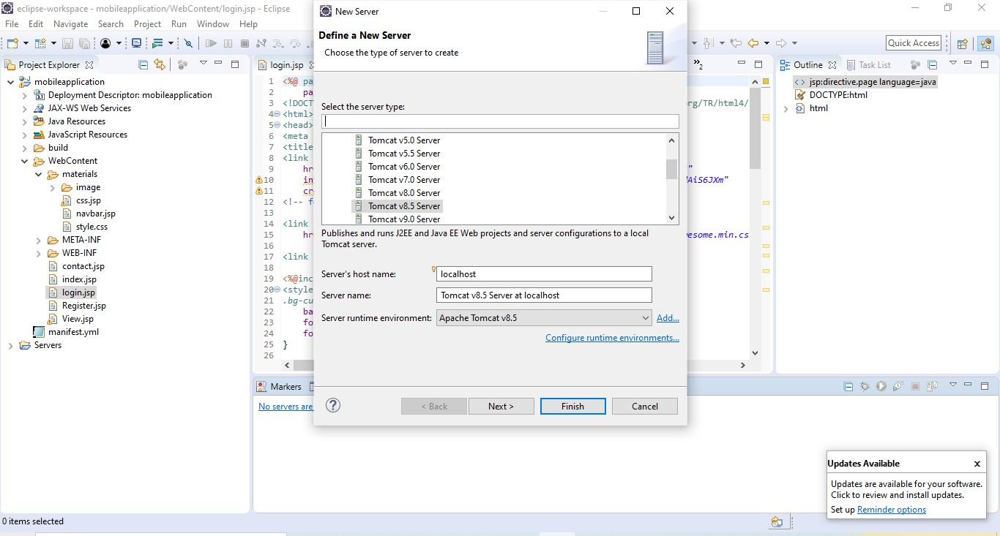 eclipse-workspace - mobileapplication/WebContent/login.jsp - Eclipse
File Edit Navigate Search Project Run Window Help
Quick Access
Project Explorer
mobileapplication
Deployment Descriptor: mobileapplication
JAX-WS Web Services
Java Resources
JavaScript Resources
build
WebContent
materials
image
css.jsp
navbar.jsp
style.css
META-INF
WEB-INF
contact.jsp
index.jsp
login.jsp
Register.jsp
View.jsp
manifest.yml
Servers
login.jsp
2
1 <%@ pa
2 pa
3 <!DOCT org/TR/html4/
4 <html>
5 <head>
6 <meta
7 <title
8 <link
9 hr "
10 in AiS6JXm"
11 cr
12 <!-- f
13
14 <link
15 hr esome.min.cs
16
17 <link
18
19 <%@inc
20 <style
21 .bg-cu
22 ba
23 fo
24 fo
25 }
26
New Server
Define a New Server
Choose the type of server to create
Select the server type:
Tomcat v5.0 Server
Tomcat v5.5 Server
Tomcat v6.0 Server
Tomcat v7.0 Server
Tomcat v8.0 Server
Tomcat v8.5 Server
Tomcat v9.0 Server
Publishes and runs J2EE and Java EE Web projects and server configurations to a local
Tomcat server.
Server's host name: localhost
Server name: Tomcat v8.5 Server at localhost
Server runtime environment: Apache Tomcat v8.5 Add...
Configure runtime environments...
? < Back Next > Finish Cancel
Outline Task List
jsp:directive.page language=java
DOCTYPE:html
html
Markers
No servers are
Updates Available x
Updates are available for your software.
Click to review and install updates.
Set up Reminder options
0 items selected